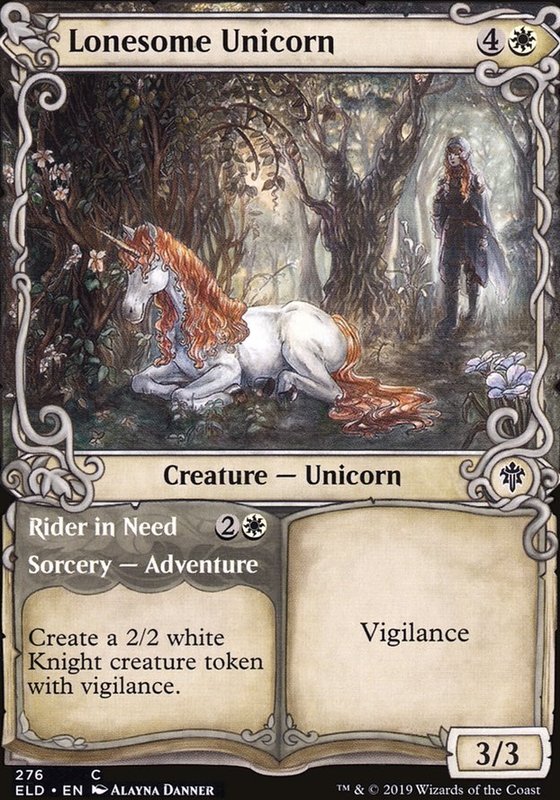 Lonesome Unicorn 4
Creature — Unicorn
Rider in Need 2
Sorcery — Adventure
Create a 2/2 white
Knight creature token
with vigilance.
Vigilance
3/3
276 C
ELD • EN Alayna Danner
™ & © 2019 Wizards of the Coast